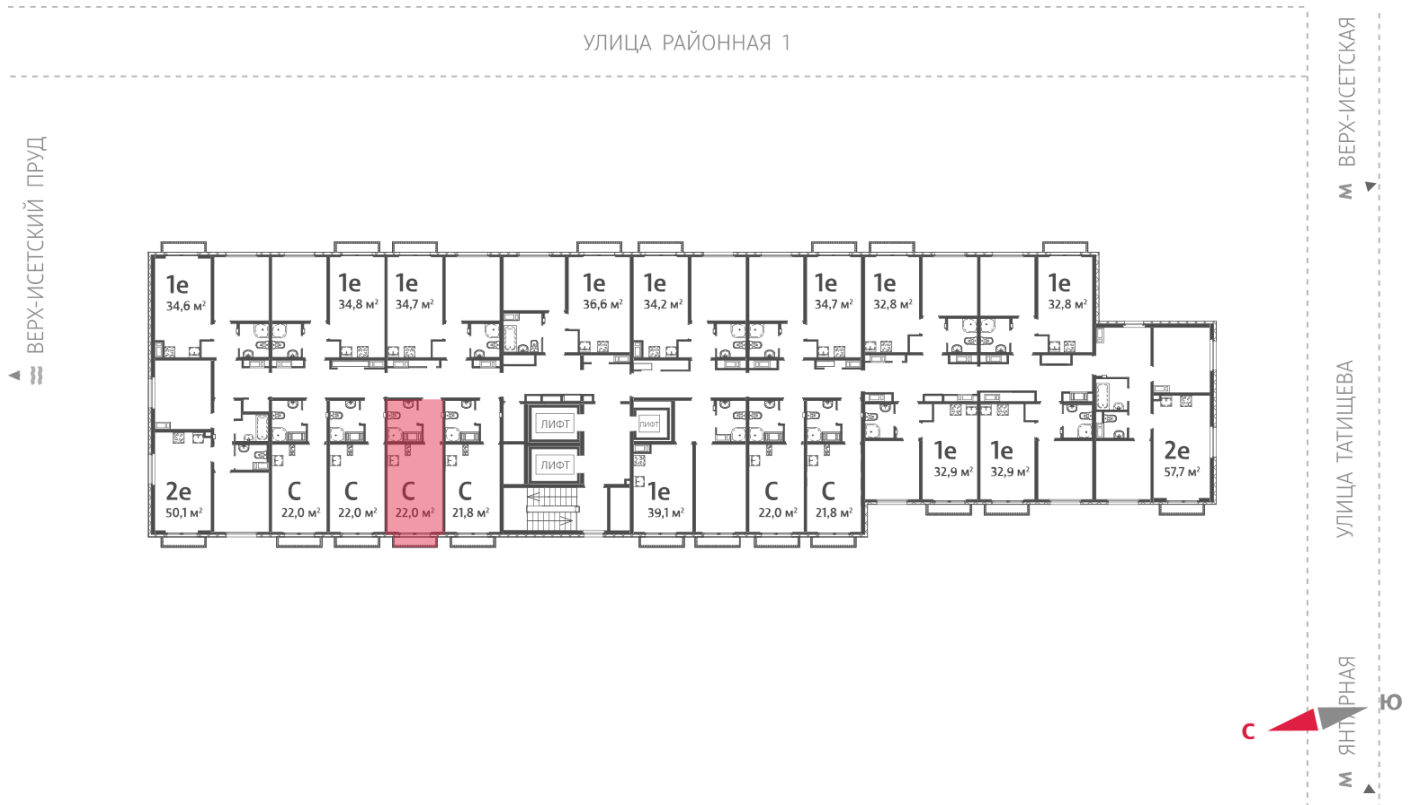 УЛИЦА РАЙОННАЯ 1
М ВЕРХ-ИСЕТСКАЯ
ВЕРХ-ИСЕТСКИЙ ПРУД
1е
34,6 м²
1е
34,8 м²
1е
34,7 м²
1е
36,6 м²
1е
34,2 м²
1е
34,7 м²
1е
32,8 м²
1е
32,8 м²
ЛИФТ
ЛИФТ
ЛИФТ
2е
50,1 м²
С
22,0 м²
С
22,0 м²
С
22,0 м²
С
21,8 м²
1е
39,1 м²
С
22,0 м²
С
21,8 м²
1е
32,9 м²
1е
32,9 м²
2е
57,7 м²
УЛИЦА ТАТИЩЕВА
М ЯНТАРНАЯ
С
Ю